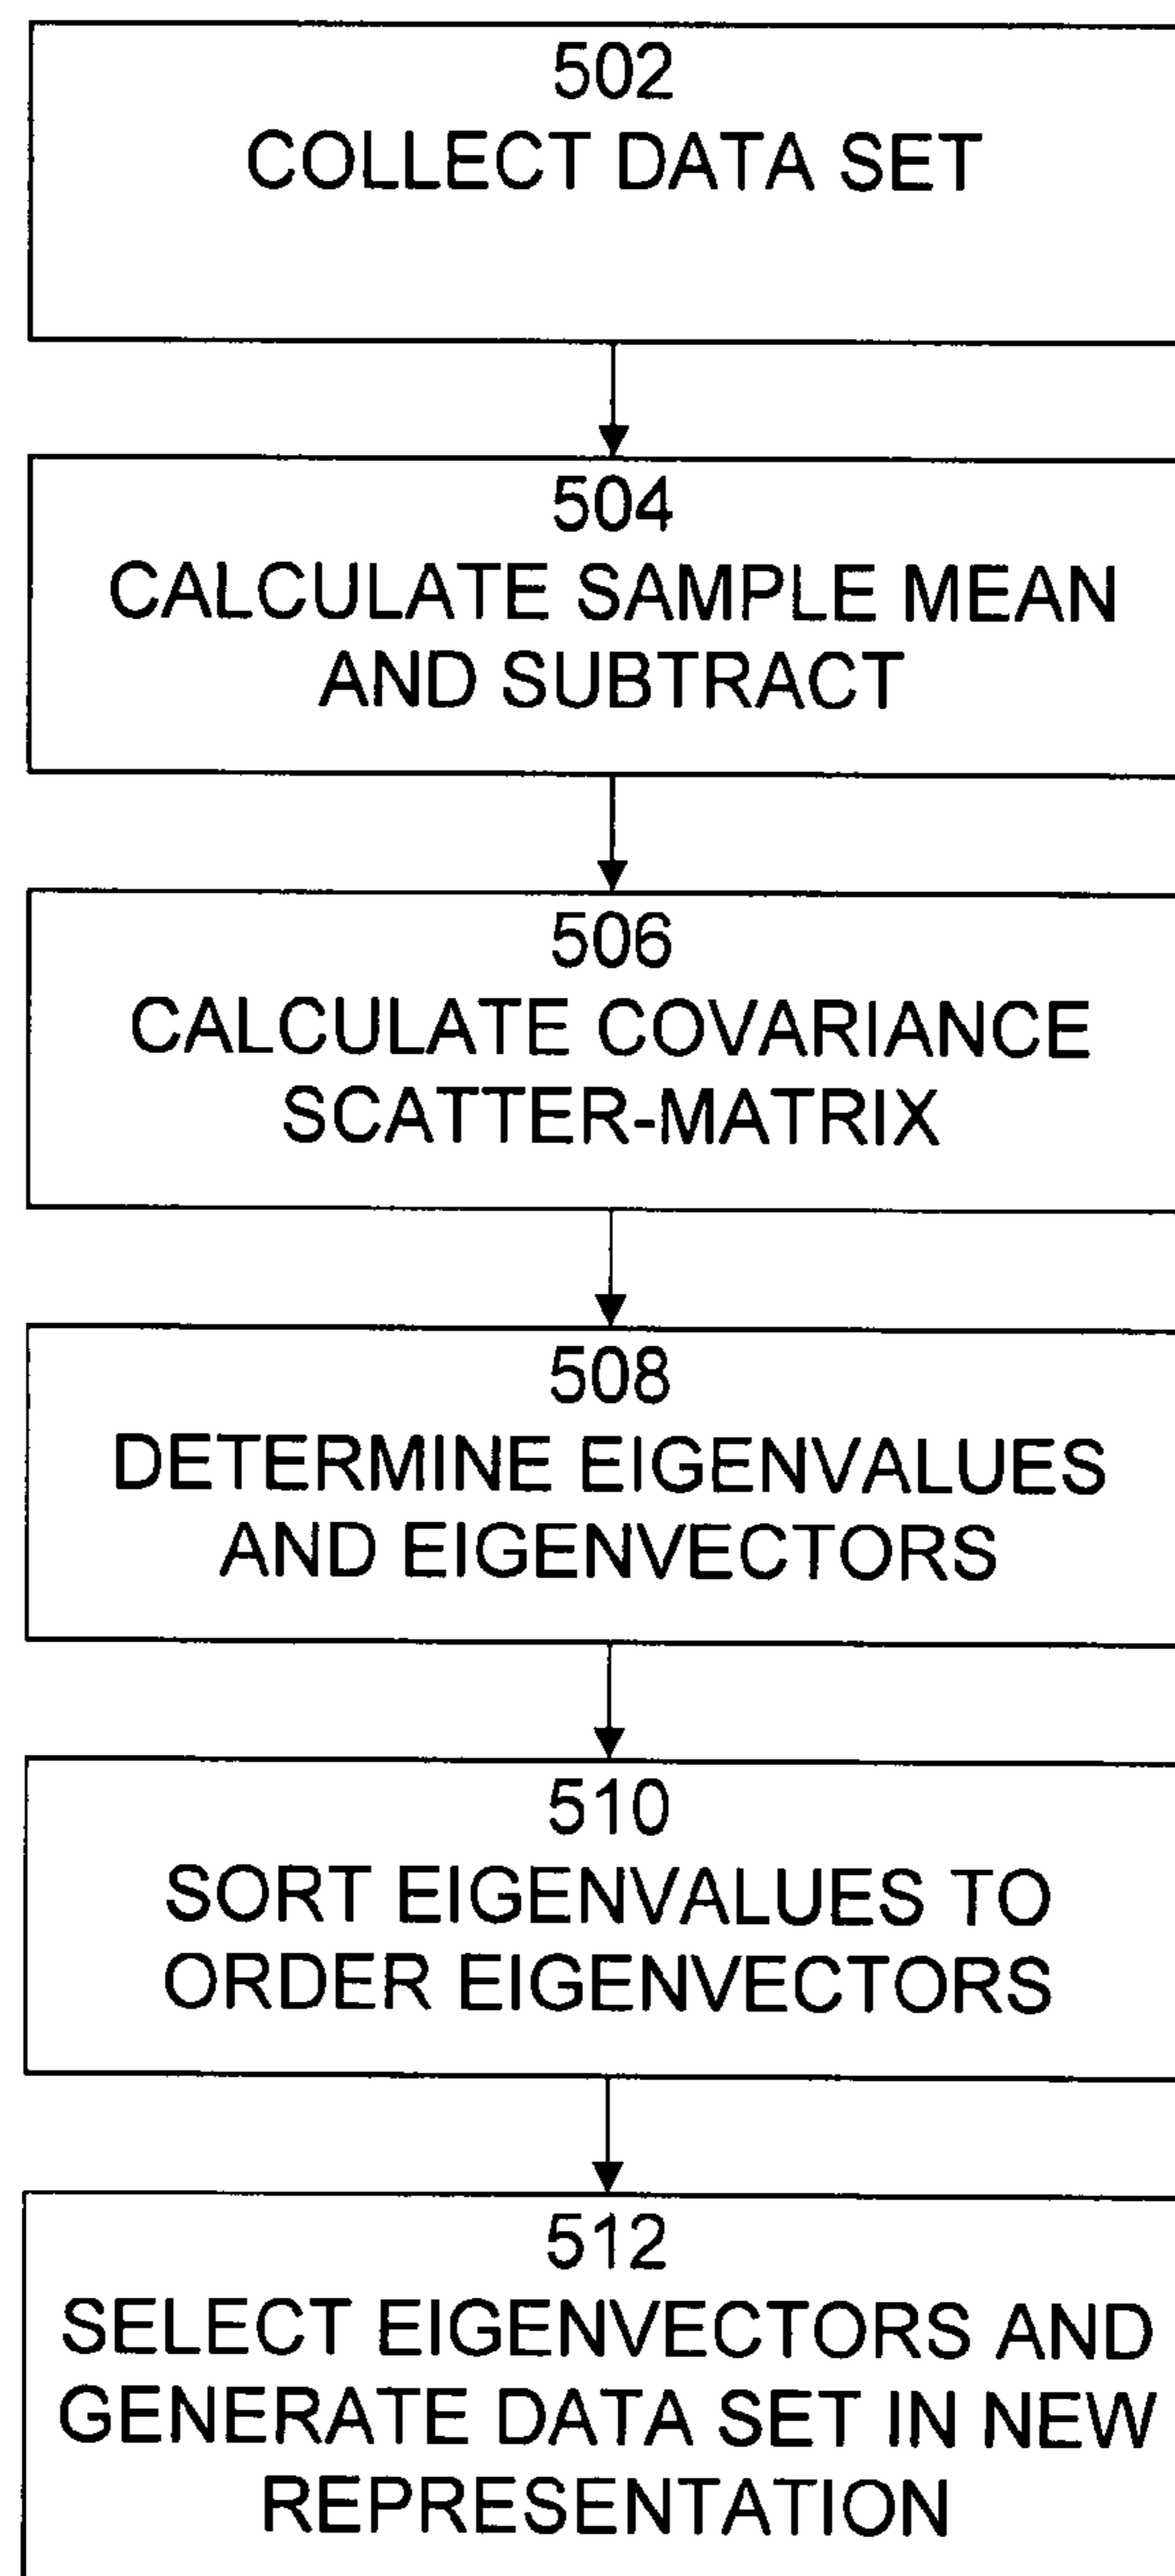 502
COLLECT DATA SET
504
CALCULATE SAMPLE MEAN
AND SUBTRACT
506
CALCULATE COVARIANCE
SCATTER-MATRIX
508
DETERMINE EIGENVALUES
AND EIGENVECTORS
510
SORT EIGENVALUES TO
ORDER EIGENVECTORS
512
SELECT EIGENVECTORS AND
GENERATE DATA SET IN NEW
REPRESENTATION